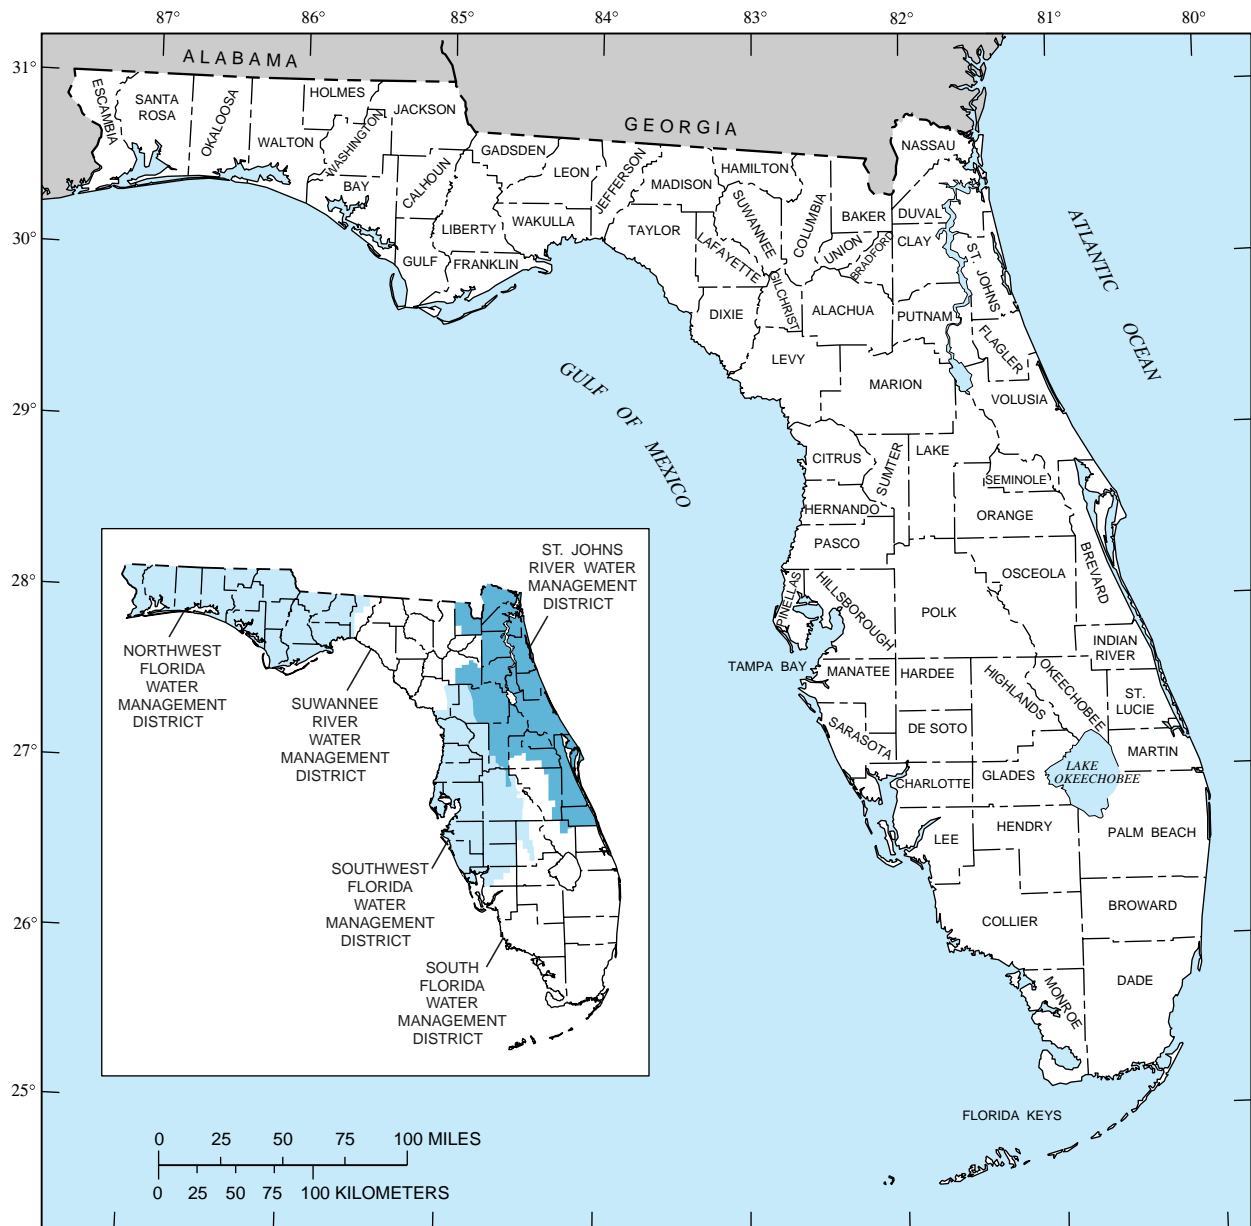 87° 86° 85° 84° 83° 82° 81° 80°
31°
30°
29°
28°
27°
26°
25°
ALABAMA
GEORGIA
ESCAMBIA
SANTA
ROSA
OKALOOSA
WALTON
HOLMES
WASHINGTON
BAY
JACKSON
CALHOUN
GULF
LIBERTY
FRANKLIN
GADSDEN
LEON
WAKULLA
JEFFERSON
MADISON
TAYLOR
HAMILTON
SUWANNEE
LAFAYETTE
DIXIE
COLUMBIA
GILCHRIST
BAKER
UNION
BRADFORD
ALACHUA
LEVY
NASSAU
DUVAL
CLAY
ST. JOHNS
PUTNAM
FLAGLER
MARION
VOLUSIA
CITRUS
SUMTER
LAKE
SEMINOLE
HERNANDO
ORANGE
PASCO
BREVARD
OSCEOLA
PINELLAS
HILLSBOROUGH
POLK
INDIAN
RIVER
TAMPA BAY
MANATEE
HARDEE
HIGHLANDS
OKEECHOBEE
ST.
LUCIE
SARASOTA
DE SOTO
MARTIN
LAKE
OKEECHOBEE
CHARLOTTE
GLADES
LEE
HENDRY
PALM BEACH
COLLIER
BROWARD
DADE
MONROE
FLORIDA KEYS
ATLANTIC OCEAN
GULF OF MEXICO
ST. JOHNS
RIVER WATER
MANAGEMENT
DISTRICT
NORTHWEST
FLORIDA
WATER
MANAGEMENT
DISTRICT
SUWANNEE
RIVER
WATER
MANAGEMENT
DISTRICT
SOUTHWEST
FLORIDA
WATER
MANAGEMENT
DISTRICT
SOUTH
FLORIDA
WATER
MANAGEMENT
DISTRICT
0 25 50 75 100 MILES
0 25 50 75 100 KILOMETERS